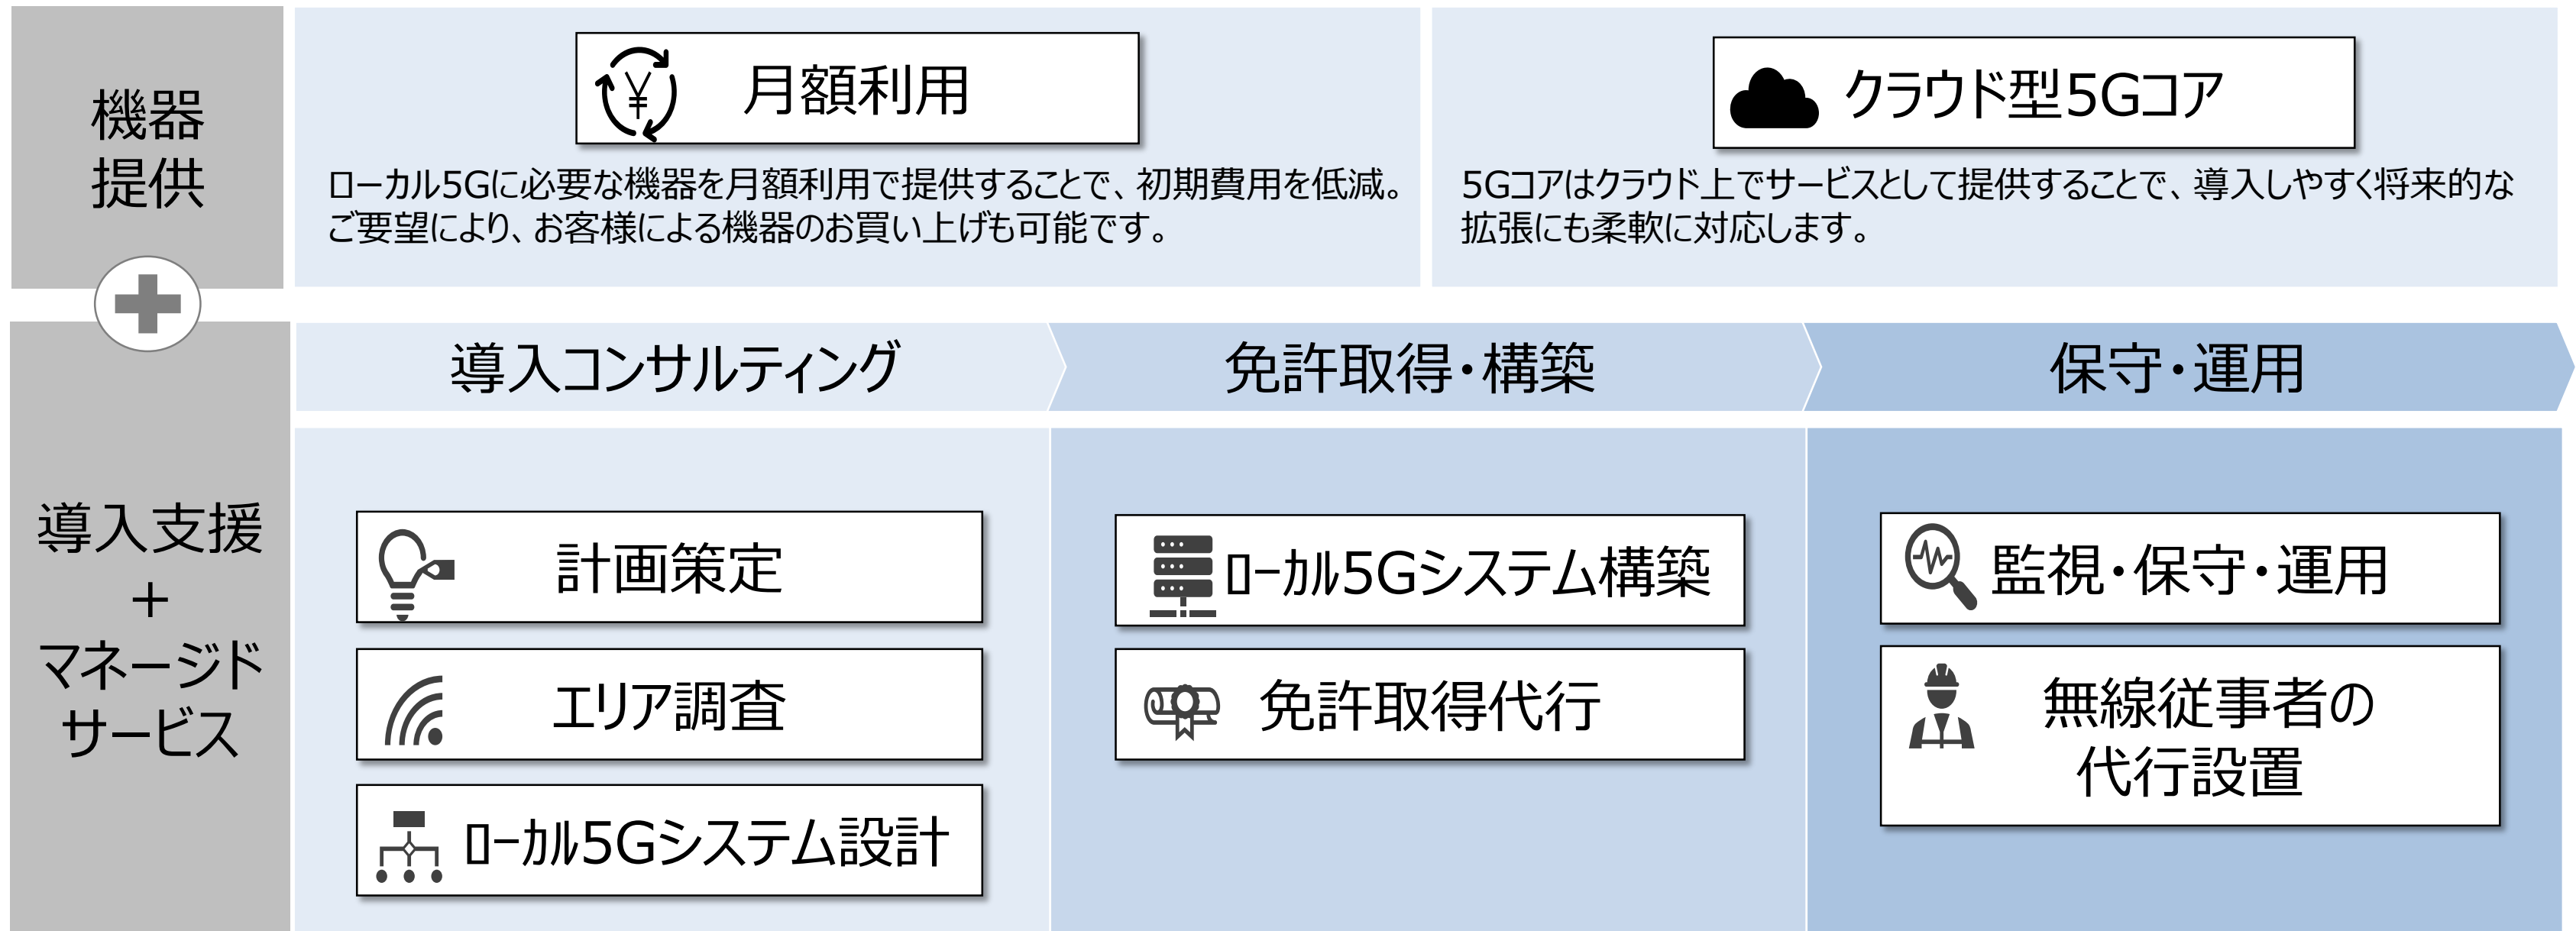 機器
提供
月額利用
ローカル5Gに必要な機器を月額利用で提供することで、初期費用を低減。
ご要望により、お客様による機器のお買い上げも可能です。
クラウド型5Gコア
5Gコアはクラウド上でサービスとして提供することで、導入しやすく将来的な
拡張にも柔軟に対応します。
導入支援
+
マネージド
サービス
導入コンサルティング
免許取得・構築
保守・運用
計画策定
エリア調査
ﾛｰｶﾙ5Gシステム設計
ﾛｰｶﾙ5Gシステム構築
免許取得代行
監視・保守・運用
無線従事者の
代行設置